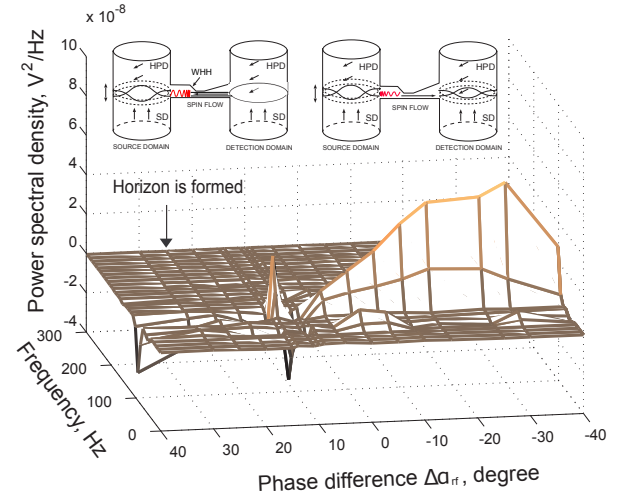 x 10⁻⁸
Power spectral density, V²/Hz
10
8
6
4
2
0
-2
-4
HPD
WHH
HPD
HPD
HPD
SPIN FLOW
SPIN FLOW
SD
SD
SD
SD
SOURCE DOMAIN
DETECTION DOMAIN
SOURCE DOMAIN
DETECTION DOMAIN
Horizon is formed
Frequency, Hz
300
200
100
0
40
30
20
10
0
-10
-20
-30
-40
Phase difference Δα rf , degree